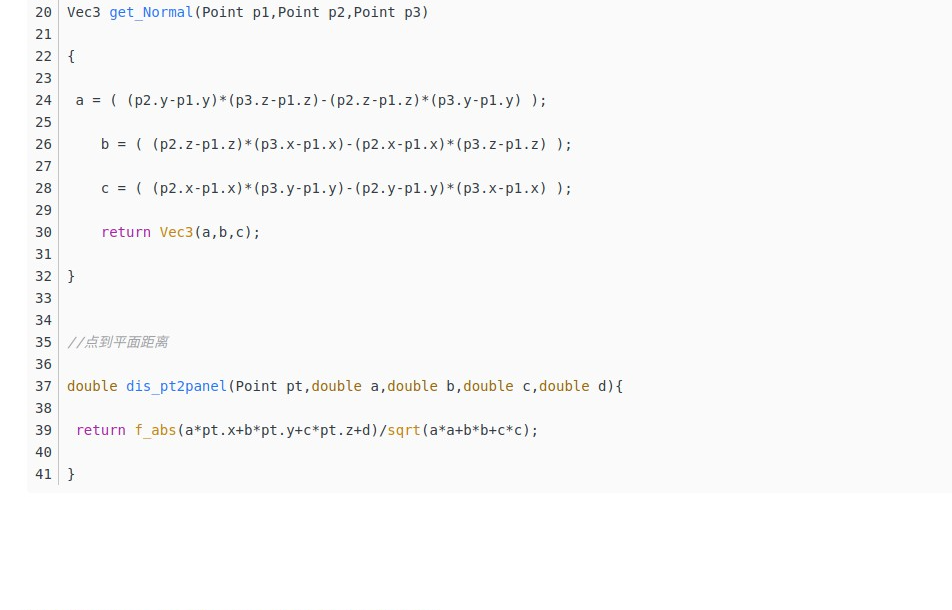 20 Vec3 get_Normal(Point p1,Point p2,Point p3)
21
22 {
23
24  a = ( (p2.y-p1.y)*(p3.z-p1.z)-(p2.z-p1.z)*(p3.y-p1.y) );
25
26     b = ( (p2.z-p1.z)*(p3.x-p1.x)-(p2.x-p1.x)*(p3.z-p1.z) );
27
28     c = ( (p2.x-p1.x)*(p3.y-p1.y)-(p2.y-p1.y)*(p3.x-p1.x) );
29
30     return Vec3(a,b,c);
31
32 }
33
34
35 //点到平面距离
36
37 double dis_pt2panel(Point pt,double a,double b,double c,double d){
38
39  return f_abs(a*pt.x+b*pt.y+c*pt.z+d)/sqrt(a*a+b*b+c*c);
40
41 }